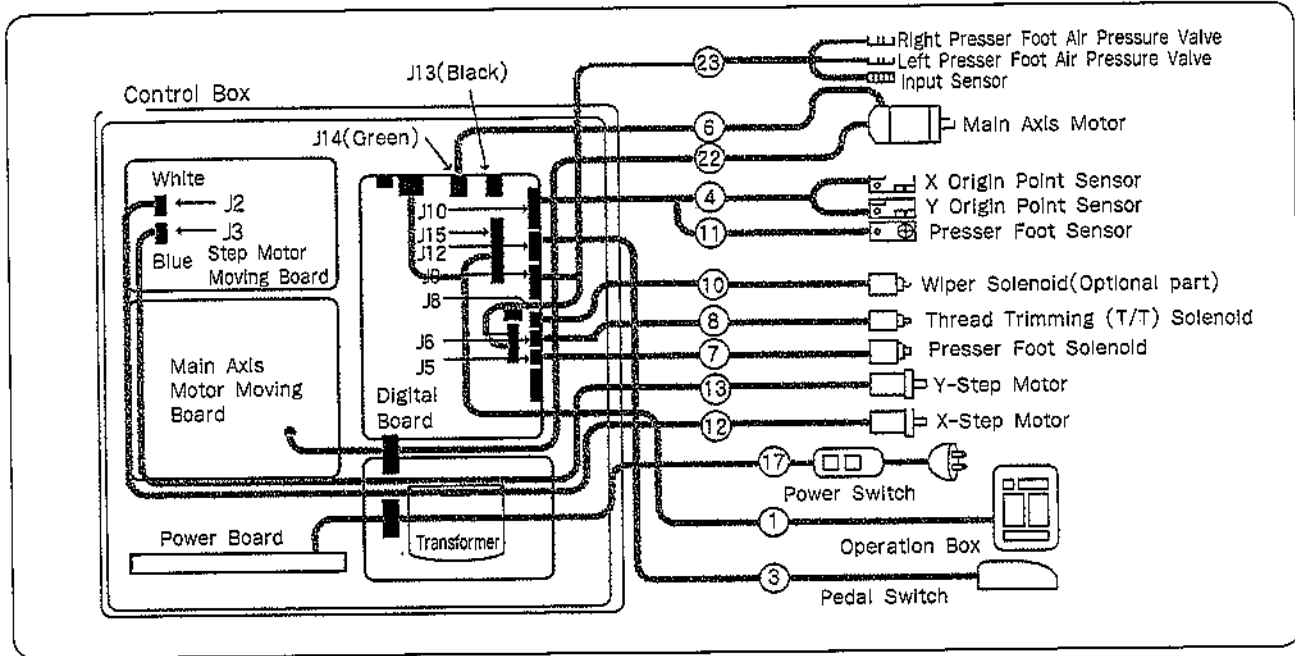 Right Presser Foot Air Pressure Valve
23
Left Presser Foot Air Pressure Valve
Input Sensor
J13(Black)
Control Box
J14(Green)
6
Main Axis Motor
22
White
J2
J3
Blue
Step Motor
Moving Board
J10
J15
J12
J9
J8
J6
J5
4
X Origin Point Sensor
Y Origin Point Sensor
11
Presser Foot Sensor
10
Wiper Solenoid(Optional part)
8
Thread Trimming (T/T) Solenoid
7
Presser Foot Solenoid
Main Axis
Motor Moving
Board
Digital
Board
13
Y-Step Motor
12
X-Step Motor
17
Power Switch
1
Operation Box
Power Board
Transformer
3
Pedal Switch